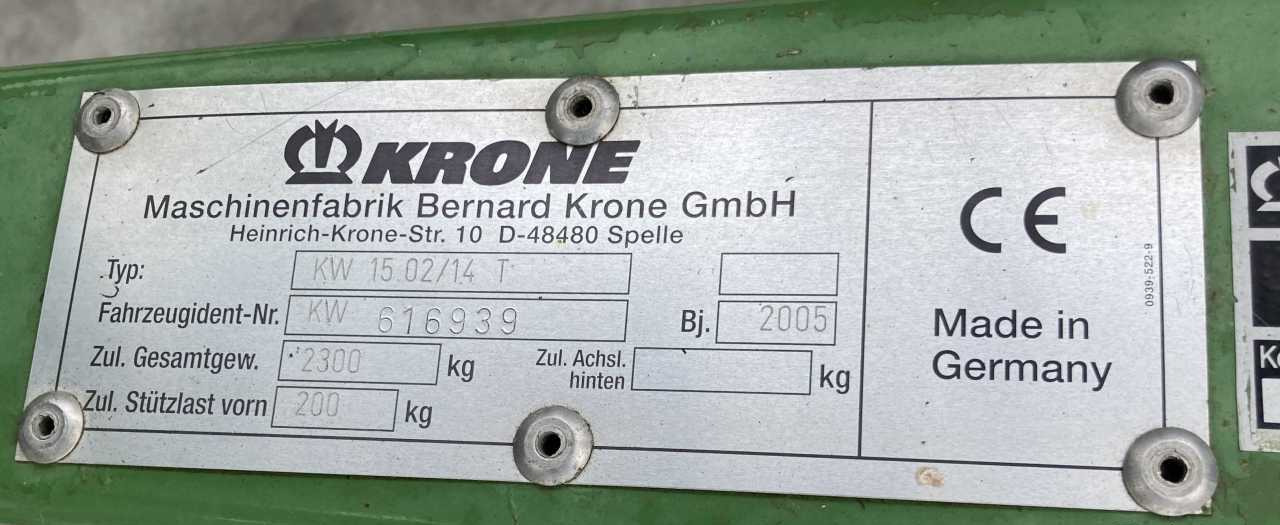 KRONE
Maschinenfabrik Bernard Krone GmbH
Heinrich-Krone-Str. 10 D-48480 Spelle
Typ: KW 15.02/14 T
Fahrzeugident-Nr. KW 616939 Bj. 2005
Zul. Gesamtgew. 2300 kg Zul. Achsl. hinten kg
Zul. Stützlast vorn 200 kg
CE
Made in
Germany
0939-522-9